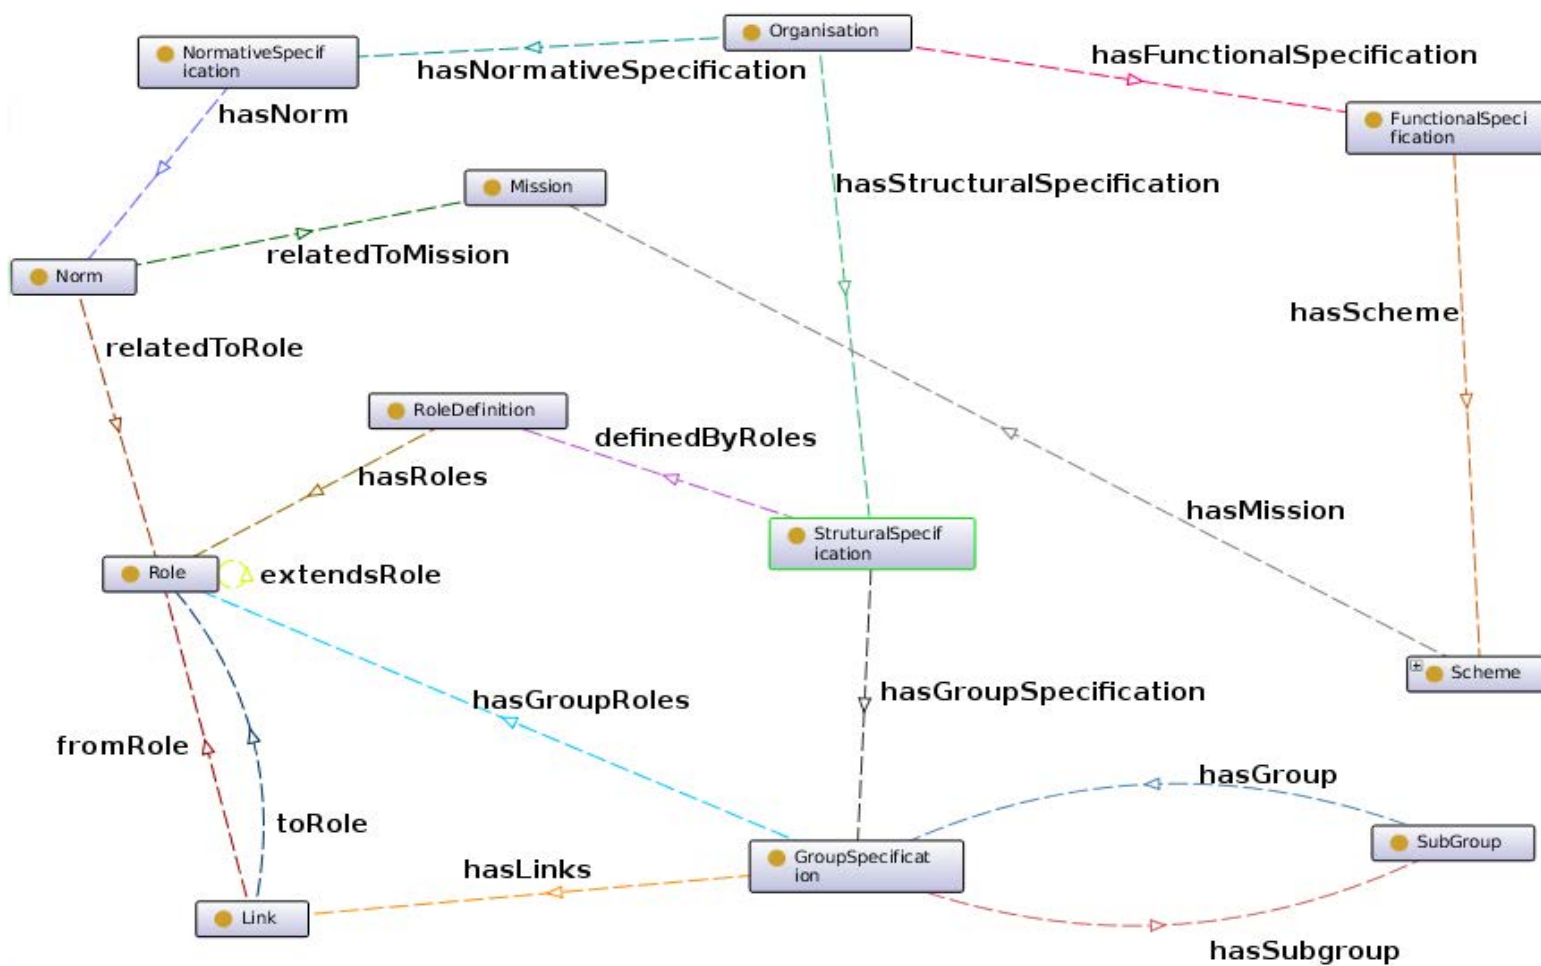 Organisation
NormativeSpecif
ication
hasNormativeSpecification
hasFunctionalSpecification
hasNorm
FunctionalSpeci
fication
Mission
hasStructuralSpecification
relatedToMission
Norm
hasScheme
relatedToRole
RoleDefinition
definedByRoles
hasRoles
hasMission
StruturalSpecif
ication
Role
extendsRole
Scheme
hasGroupSpecification
hasGroupRoles
fromRole
hasGroup
toRole
SubGroup
GroupSpecificat
ion
hasLinks
Link
hasSubgroup